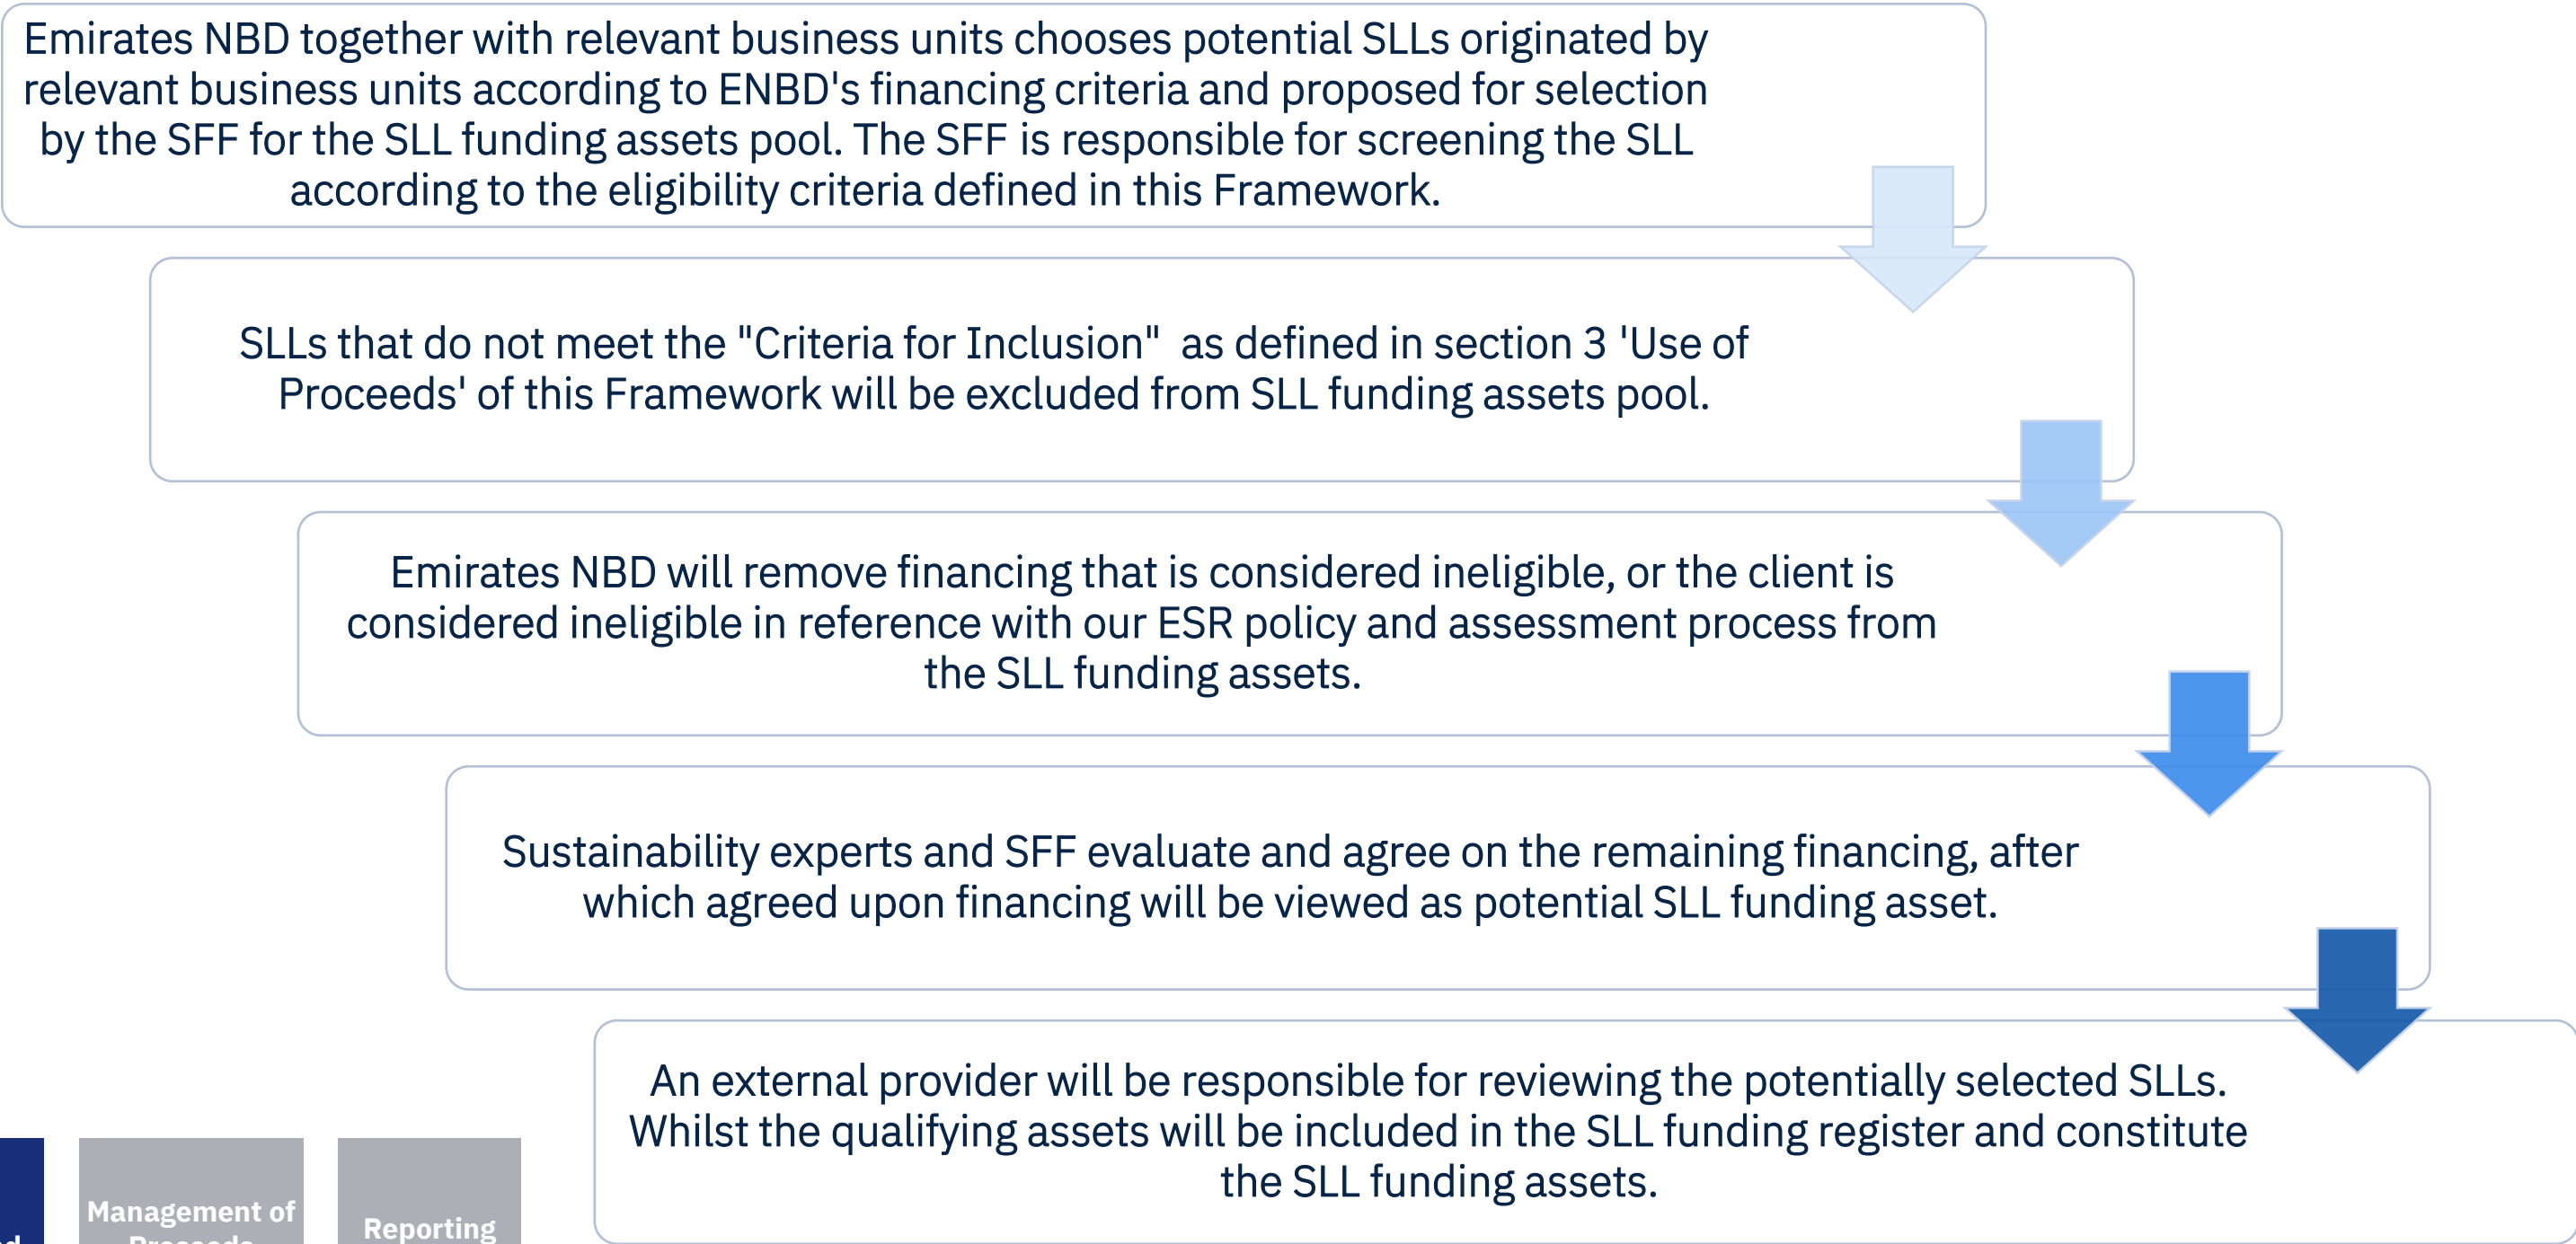 Emirates NBD together with relevant business units chooses potential SLLs originated by
relevant business units according to ENBD's financing criteria and proposed for selection
by the SFF for the SLL funding assets pool. The SFF is responsible for screening the SLL
according to the eligibility criteria defined in this Framework.
SLLs that do not meet the "Criteria for Inclusion"  as defined in section 3 'Use of
Proceeds' of this Framework will be excluded from SLL funding assets pool.
Emirates NBD will remove financing that is considered ineligible, or the client is
considered ineligible in reference with our ESR policy and assessment process from
the SLL funding assets.
Sustainability experts and SFF evaluate and agree on the remaining financing, after
which agreed upon financing will be viewed as potential SLL funding asset.
An external provider will be responsible for reviewing the potentially selected SLLs.
Whilst the qualifying assets will be included in the SLL funding register and constitute
the SLL funding assets.
Management of
Proceeds
Reporting